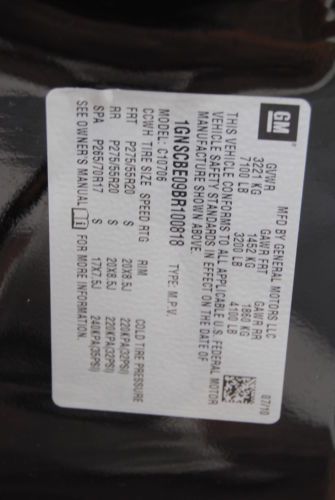 GM
MFD BY GENERAL MOTORS LLC 07/10
GVWR GAWR FRT GAWR RR
3221 KG 1452 KG 1860 KG
7100 LB 3200 LB 4100 LB
THIS VEHICLE CONFORMS TO ALL APPLICABLE U.S. FEDERAL MOTOR
VEHICLE SAFETY STANDARDS IN EFFECT ON THE DATE OF
MANUFACTURE SHOWN ABOVE.
1GNSCBE09BR100818 TYPE: M.P.V.
MODEL: C10706
CCWH TIRE SIZE SPEED RTG RIM COLD TIRE PRESSURE
FRT P275/55R20 S 20X8.5J 220KPA(32PSI)
RR P275/55R20 S 20X8.5J 220KPA(32PSI)
SPA P265/70R17 S 17X7.5J 240KPA(35PSI)
SEE OWNER'S MANUAL FOR MORE INFORMATION.